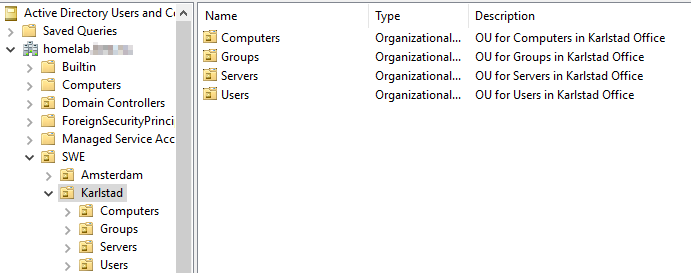 Active Directory Users and Co
Saved Queries
homelab.
Builtin
Computers
Domain Controllers
ForeignSecurityPrinci
Managed Service Acc
SWE
Amsterdam
Karlstad
Computers
Groups
Servers
Users
Name Type Description
Computers Organizational... OU for Computers in Karlstad Office
Groups Organizational... OU for Groups in Karlstad Office
Servers Organizational... OU for Servers in Karlstad Office
Users Organizational... OU for Users in Karlstad Office